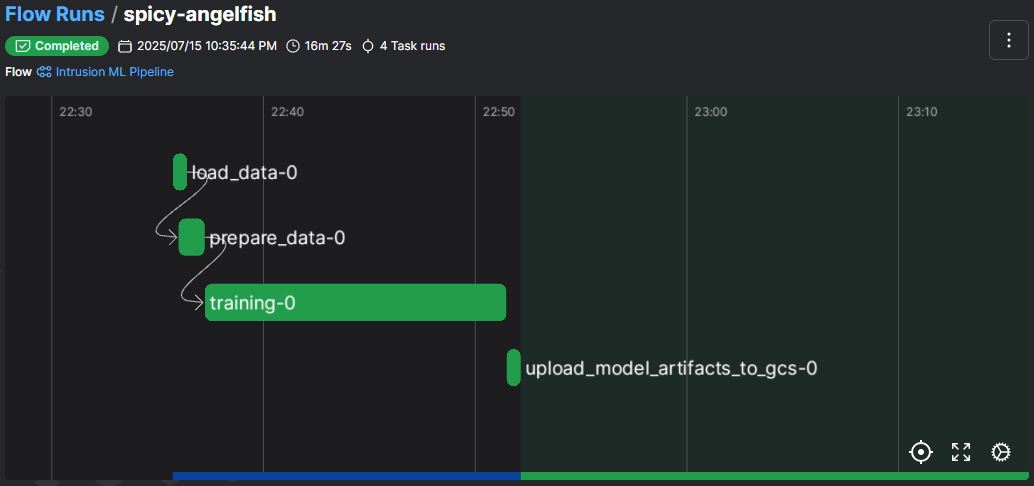 Flow Runs / spicy-angelfish
Completed 2025/07/15 10:35:44 PM 16m 27s 4 Task runs
Flow Intrusion ML Pipeline
22:30 22:40 22:50 23:00 23:10
load_data-0
prepare_data-0
training-0
upload_model_artifacts_to_gcs-0